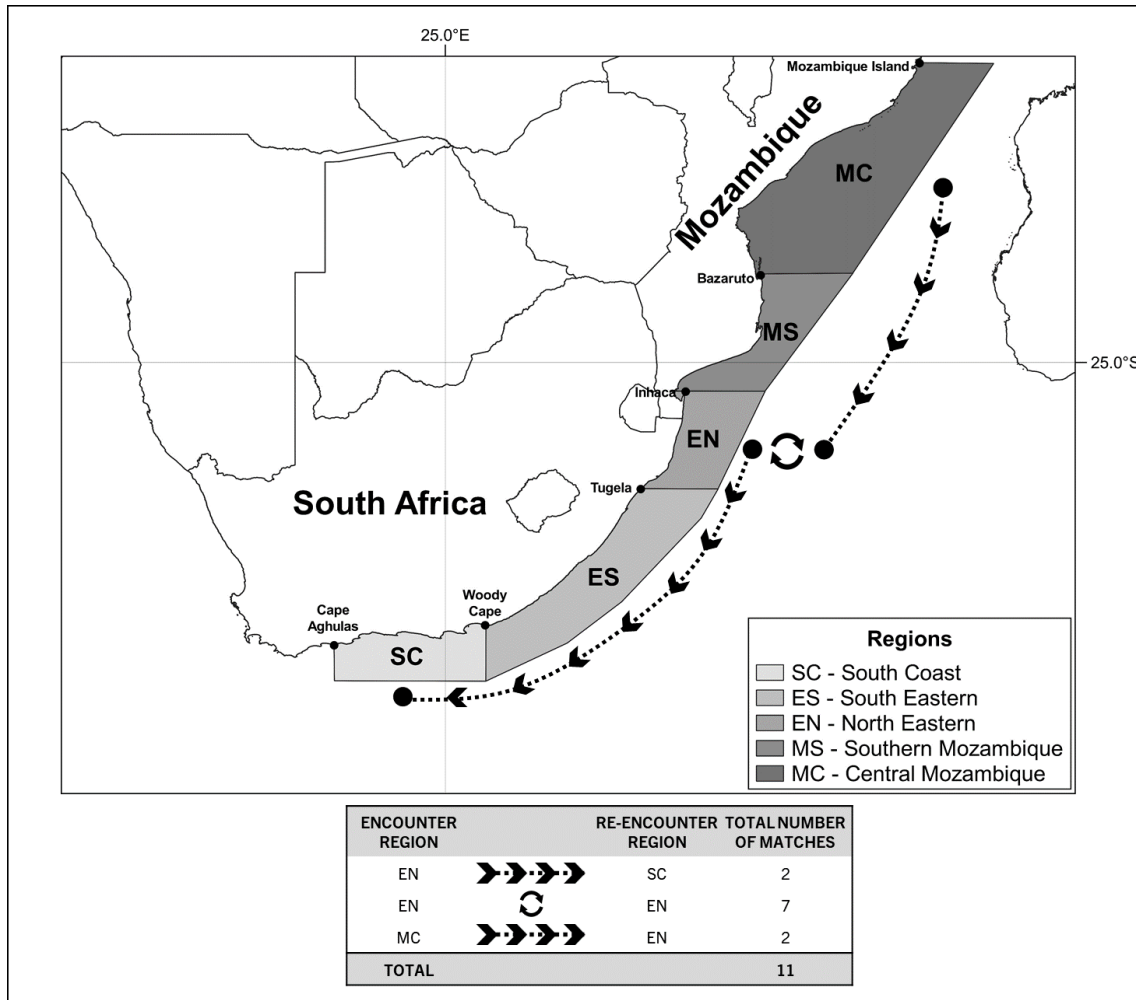 25.0°E
Mozambique Island
Mozambique
MC
Bazaruto
MS
25.0°S
Inhaca
EN
Tugela
South Africa
ES
Woody
Cape
Cape
Aghulas
SC
Regions
SC - South Coast
ES - South Eastern
EN - North Eastern
MS - Southern Mozambique
MC - Central Mozambique
ENCOUNTER REGION RE-ENCOUNTER REGION TOTAL NUMBER OF MATCHES
EN SC 2
EN EN 7
MC EN 2
TOTAL 11